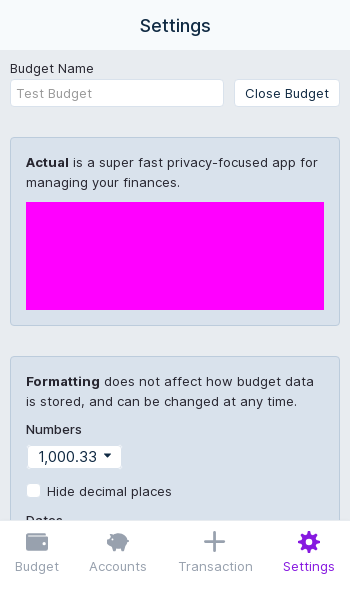 Settings
Budget Name
Test Budget
Close Budget
Actual is a super fast privacy-focused app for
managing your finances.
Formatting does not affect how budget data
is stored, and can be changed at any time.
Numbers
1,000.33
Hide decimal places
Dates
Budget
Accounts
Transaction
Settings